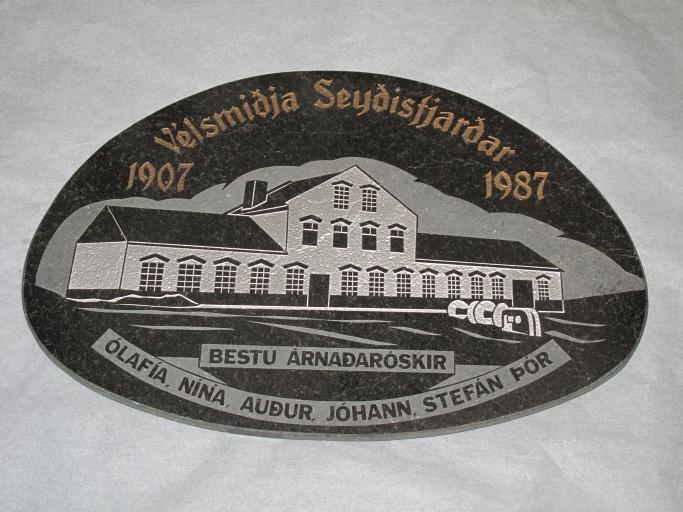 Vélsmiðja Seyðisfjarðar
1907 1987
BESTU ÁRNAÐARÓSKIR
ÓLAFÍA, NÍNA, AUÐUR, JÓHANN, STEFÁN ÞÓR